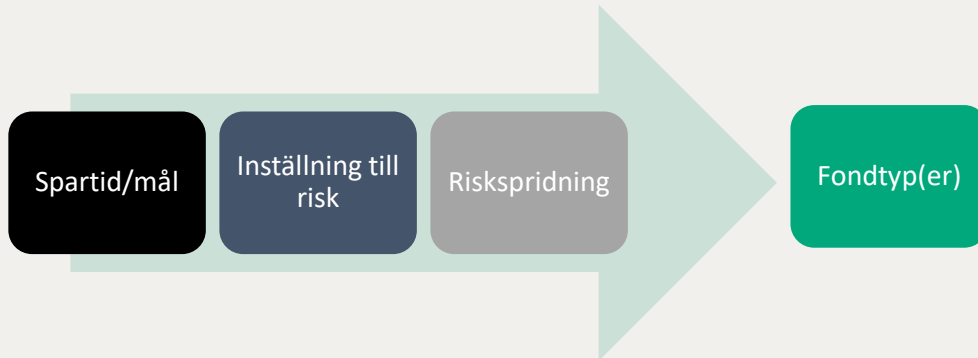 Spartid/mål
Inställning till
risk
Riskspridning
Fondtyp(er)